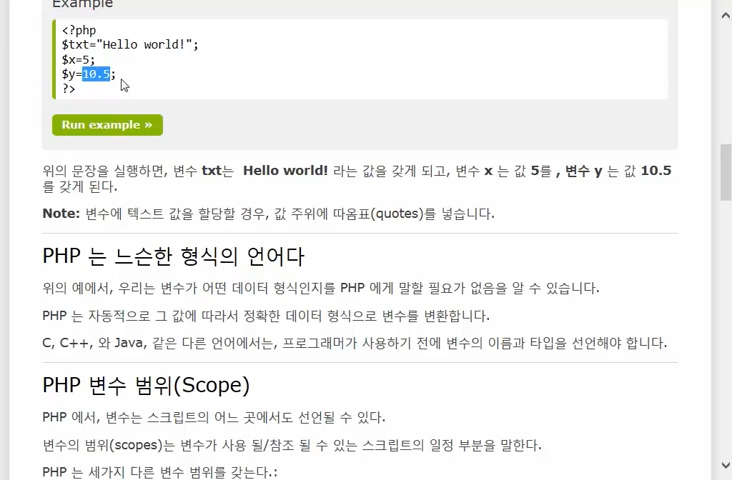 Example
<?php
$txt="Hello world!";
$x=5;
$y=10.5;
?>
Run example »
위의 문장을 실행하면, 변수 txt는 Hello world! 라는 값을 갖게 되고, 변수 x 는 값 5를 , 변수 y 는 값 10.5
를 갖게 된다.
Note: 변수에 텍스트 값을 할당할 경우, 값 주위에 따옴표(quotes)를 넣습니다.
PHP 는 느슨한 형식의 언어다
위의 예에서, 우리는 변수가 어떤 데이터 형식인지를 PHP 에게 말할 필요가 없음을 알 수 있습니다.
PHP 는 자동적으로 그 값에 따라서 정확한 데이터 형식으로 변수를 변환합니다.
C, C++, 와 Java, 같은 다른 언어에서는, 프로그래머가 사용하기 전에 변수의 이름과 타입을 선언해야 합니다.
PHP 변수 범위(Scope)
PHP 에서, 변수는 스크립트의 어느 곳에서도 선언될 수 있다.
변수의 범위(scopes)는 변수가 사용 될/참조 될 수 있는 스크립트의 일정 부분을 말한다.
PHP 는 세가지 다른 변수 범위를 갖는다.: